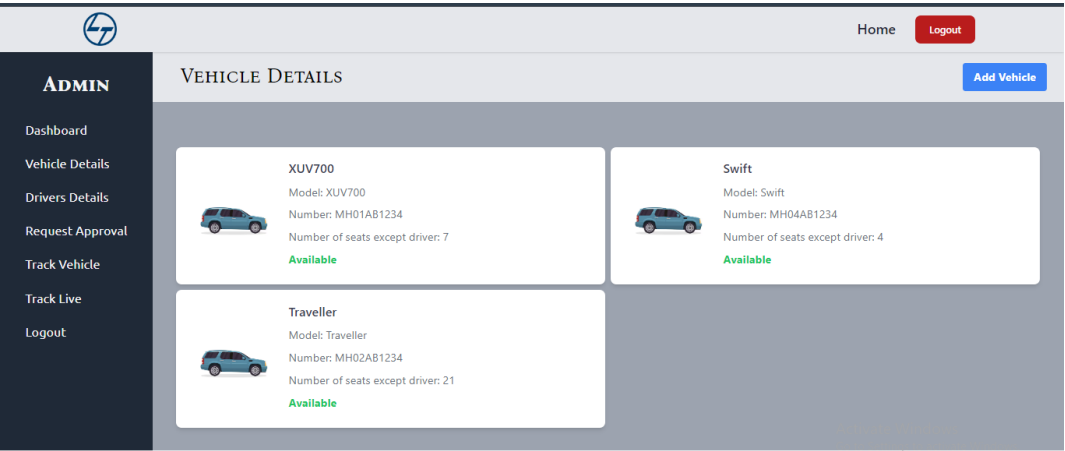 Home
Logout
ADMIN
Dashboard
Vehicle Details
Drivers Details
Request Approval
Track Vehicle
Track Live
Logout
VEHICLE DETAILS
Add Vehicle
XUV700
Model: XUV700
Number: MH01AB1234
Number of seats except driver: 7
Available
Swift
Model: Swift
Number: MH04AB1234
Number of seats except driver: 4
Available
Traveller
Model: Traveller
Number: MH02AB1234
Number of seats except driver: 21
Available